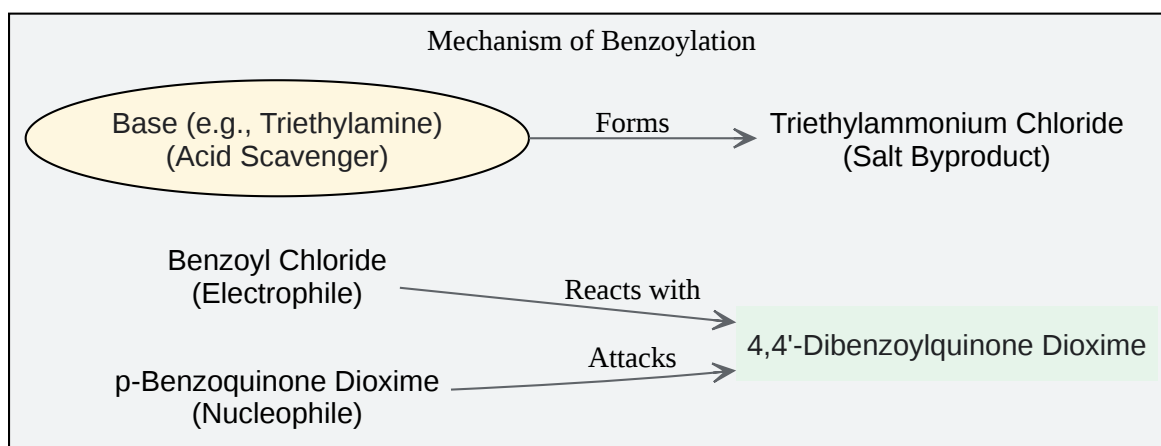 Mechanism of Benzoylation
Base (e.g., Triethylamine)
(Acid Scavenger)
Forms
Triethylammonium Chloride
(Salt Byproduct)
Benzoyl Chloride
(Electrophile)
Reacts with
4,4'-Dibenzoylquinone Dioxime
Attacks
p-Benzoquinone Dioxime
(Nucleophile)